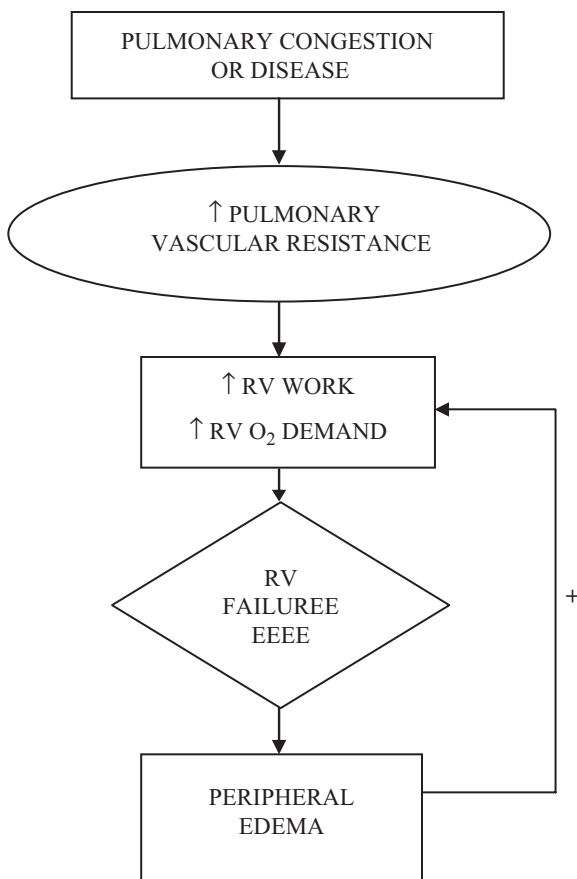 PULMONARY CONGESTION
OR DISEASE
↑ PULMONARY
VASCULAR RESISTANCE
↑ RV WORK
↑ RV O₂ DEMAND
RV
FAILUREE
EEEE
+
PERIPHERAL
EDEMA